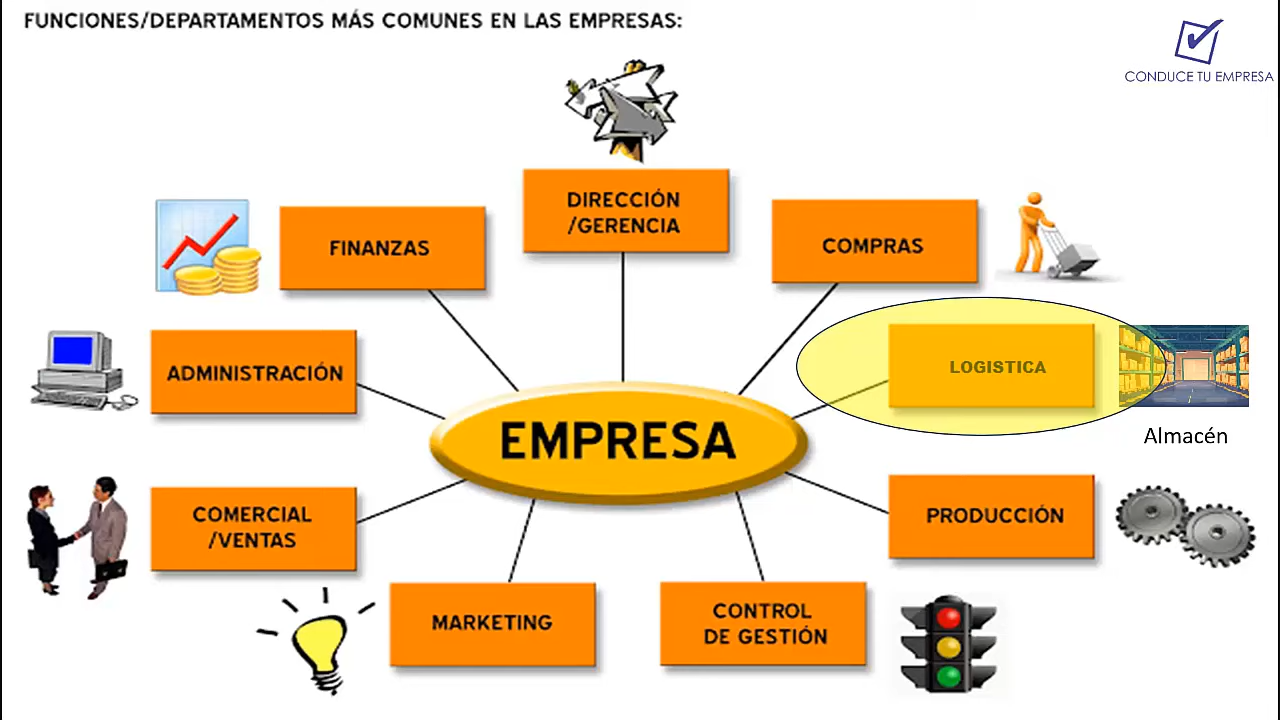 FUNCIONES/DEPARTAMENTOS MÁS COMUNES EN LAS EMPRESAS:
CONDUCE TU EMPRESA
DIRECCIÓN
/GERENCIA
FINANZAS
COMPRAS
ADMINISTRACIÓN
LOGISTICA
Almacén
EMPRESA
COMERCIAL
/VENTAS
PRODUCCIÓN
MARKETING
CONTROL
DE GESTIÓN